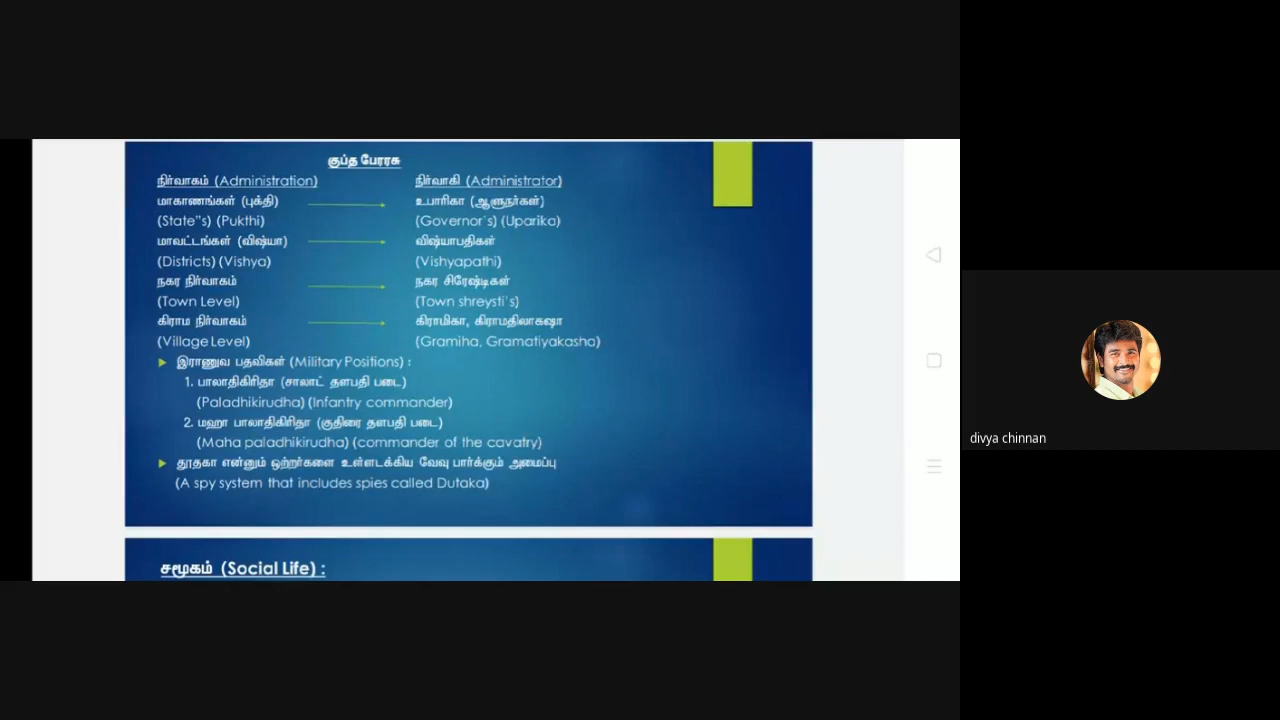 குப்த பேரரசு
நிர்வாகம் (Administration) நிர்வாகி (Administrator)
மாகாணங்கள் (புக்தி) உபாரிகா (ஆளுநர்கள்)
(State"s) (Pukthi) (Governor's) (Uparika)
மாவட்டங்கள் (விஷ்யா) விஷ்யாபதிகள்
(Districts) (Vishya) (Vishyapathi)
நகர நிர்வாகம் நகர சிரேஷ்டிகள்
(Town Level) (Town shreysti's)
கிராம நிர்வாகம் கிராமிகா, கிராமதிலாகஷா
(Village Level) (Gramiha, Gramatiyakasha)
இராணுவ பதவிகள் (Military Positions) :
1. பாலாதிகிரிதா (சாலாட் தளபதி படை)
(Paladhikirudha) (Infantry commander)
2. மஹா பாலாதிகிரிதா (குதிரை தளபதி படை)
(Maha paladhikirudha) (commander of the cavatry)
தூதகா என்னும் ஒற்றர்களை உள்ளடக்கிய வேவு பார்க்கும் அமைப்பு
(A spy system that includes spies called Dutaka)
சமூகம் (Social Life) :
divya chinnan